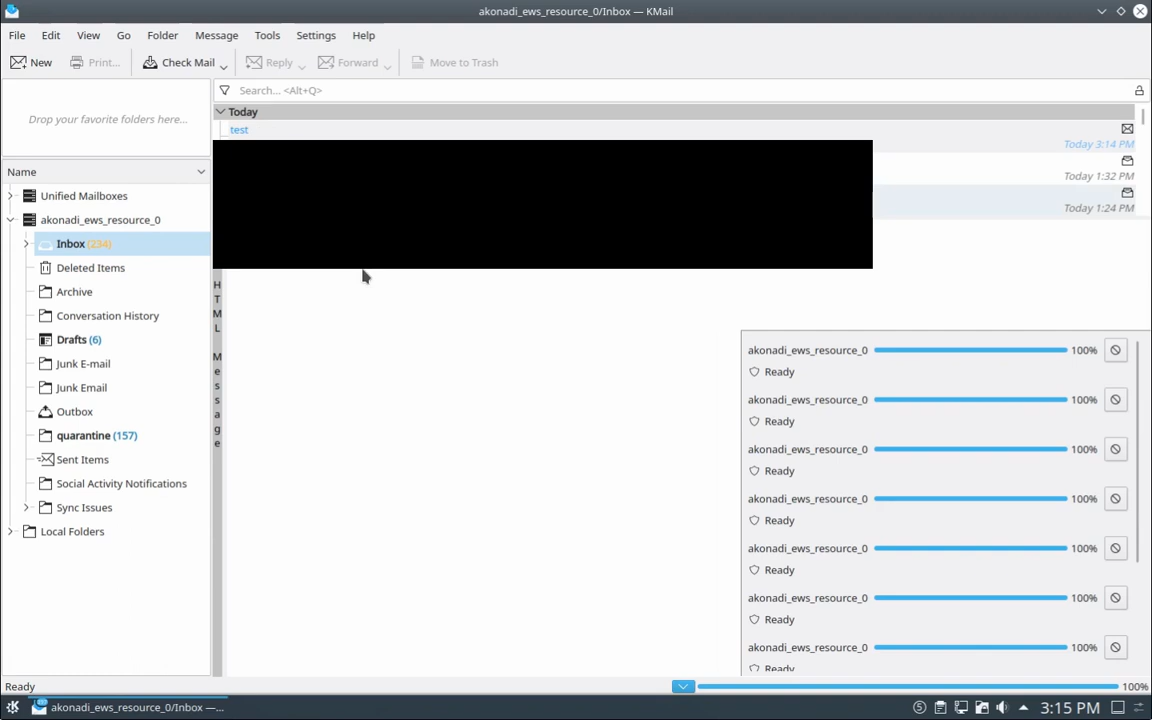 akonadi_ews_resource_0/Inbox — KMail
File Edit View Go Folder Message Tools Settings Help
New Print... Check Mail Reply Forward Move to Trash
Drop your favorite folders here...
Search... <Alt+Q>
Name
Unified Mailboxes
akonadi_ews_resource_0
Inbox (234)
Deleted Items
Archive
Conversation History
Drafts (6)
Junk E-mail
Junk Email
Outbox
quarantine (157)
Sent Items
Social Activity Notifications
Sync Issues
Local Folders
Today
test
Today 3:14 PM
Today 1:32 PM
Today 1:24 PM
HTML Message
akonadi_ews_resource_0 100%
Ready
akonadi_ews_resource_0 100%
Ready
akonadi_ews_resource_0 100%
Ready
akonadi_ews_resource_0 100%
Ready
akonadi_ews_resource_0 100%
Ready
akonadi_ews_resource_0 100%
Ready
akonadi_ews_resource_0 100%
Ready
Ready 100%
akonadi_ews_resource_0/Inbox —... 3:15 PM